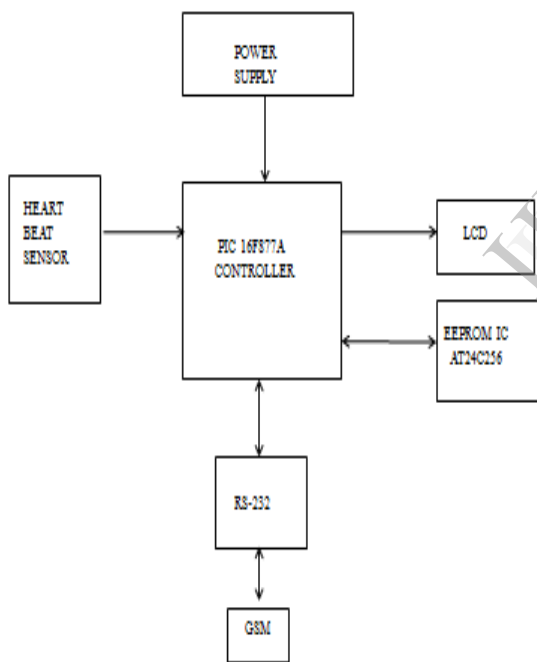 POWER
SUPPLY
HEART
BEAT
SENSOR
PIC 16F877A
CONTROLLER
LCD
EEPROM IC
AT24C256
RS-232
GSM